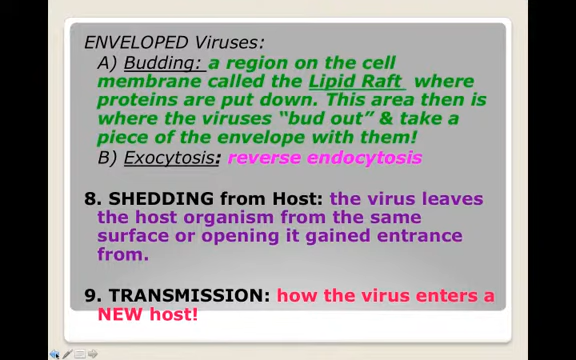 ENVELOPED Viruses:
A) Budding: a region on the cell
membrane called the Lipid Raft where
proteins are put down. This area then is
where the viruses “bud out” & take a
piece of the envelope with them!
B) Exocytosis: reverse endocytosis
8. SHEDDING from Host: the virus leaves
the host organism from the same
surface or opening it gained entrance
from.
9. TRANSMISSION: how the virus enters a
NEW host!